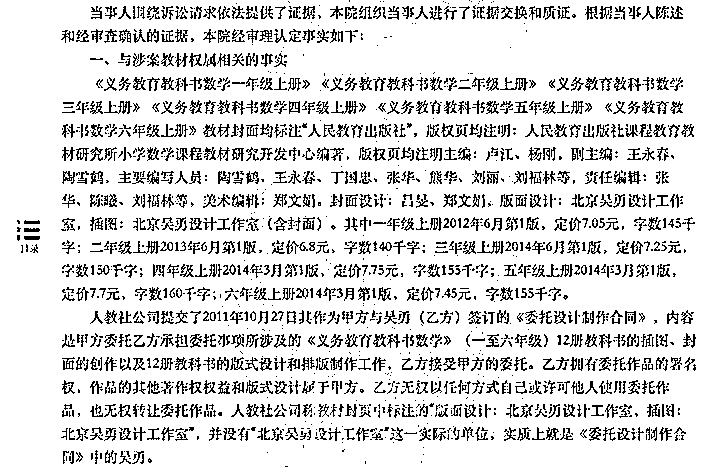 当事人围绕诉讼请求依法提供了证据，本院组织当事人进行了证据交换和质证。根据当事人陈述
和经审查确认的证据，本院经审理认定事实如下：
一、与涉案教材权属相关的事实
《义务教育教科书数学一年级上册》《义务教育教科书数学二年级上册》《义务教育教科书数学
三年级上册》《义务教育教科书数学四年级上册》《义务教育教科书数学五年级上册》《义务教育教
科书数学六年级上册》教材封面均标注“人民教育出版社”，版权页均注明：人民教育出版社课程教育教
材研究所小学数学课程教材研究开发中心编著，版权页均注明主编：卢江、杨刚，副主编：王永春、
陶雪鹤，主要编写人员：陶雪鹤、王永春、丁国忠、张华、熊华、刘丽、刘福林等，责任编辑：张
华、陈晓、刘福林等，美术编辑：郑文娟。封面设计：吕旻、郑文娟。版面设计：北京吴勇设计工作
室，插图：北京吴勇设计工作室（含封面）。其中一年级上册2012年6月第1版，定价7.05元，字数145千
字；二年级上册2013年6月第1版，定价6.8元，字数140千字；三年级上册2014年6月第1版，定价7.25元，
字数150千字；四年级上册2014年3月第1版，定价7.75元，字数155千字；五年级上册2014年3月第1版，
定价7.7元，字数160千字；六年级上册2014年3月第1版，定价7.45元，字数155千字。
目录
人教社公司提交了2011年10月27日其作为甲方与吴勇（乙方）签订的《委托设计制作合同》，内容
是甲方委托乙方承担委托事项所涉及的《义务教育教科书数学》（一至六年级）12册教科书的插图、封
面的创作以及12册教科书的版式设计和排版制作工作，乙方接受甲方的委托。乙方拥有委托作品的署名
权，作品的其他著作权权益和版式设计属于甲方。乙方无权以任何方式自己或许可他人使用委托作
品，也无权转让委托作品。人教社公司称教材封页中标注的“版面设计：北京吴勇设计工作室，插图：
北京吴勇设计工作室”，并没有“北京吴勇设计工作室”这一实际的单位，实质上就是《委托设计制作合
同》中的吴勇。